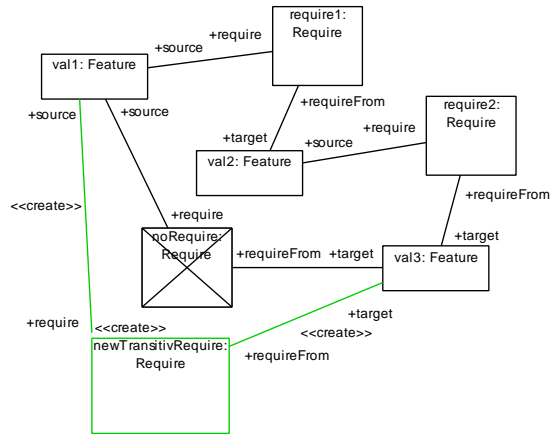 require1:
Require
+require
+source
val1: Feature
+source
+source
+requireFrom
require2:
Require
+require
+target
+source
val2: Feature
<<create>>
+requireFrom
+require
noRequire:
Require
+target
+requireFrom
+target
val3: Feature
+target
+require
<<create>>
<<create>>
newTransitivRequire:
Require
+requireFrom